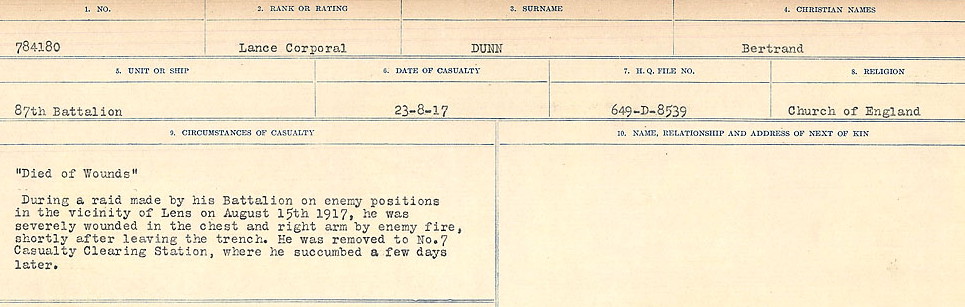 1. NO. 2. RANK OR RATING 3. SURNAME 4. CHRISTIAN NAMES
784180 Lance Corporal DUNN Bertrand
5. UNIT OR SHIP 6. DATE OF CASUALTY 7. H. Q. FILE NO. 8. RELIGION
87th Battalion 23-8-17 649-D-8539 Church of England
9. CIRCUMSTANCES OF CASUALTY 10. NAME, RELATIONSHIP AND ADDRESS OF NEXT OF KIN
"Died of Wounds"
During a raid made by his Battalion on enemy positions
in the vicinity of Lens on August 15th 1917, he was
severely wounded in the chest and right arm by enemy fire,
shortly after leaving the trench. He was removed to No.7
Casualty Clearing Station, where he succumbed a few days
later.